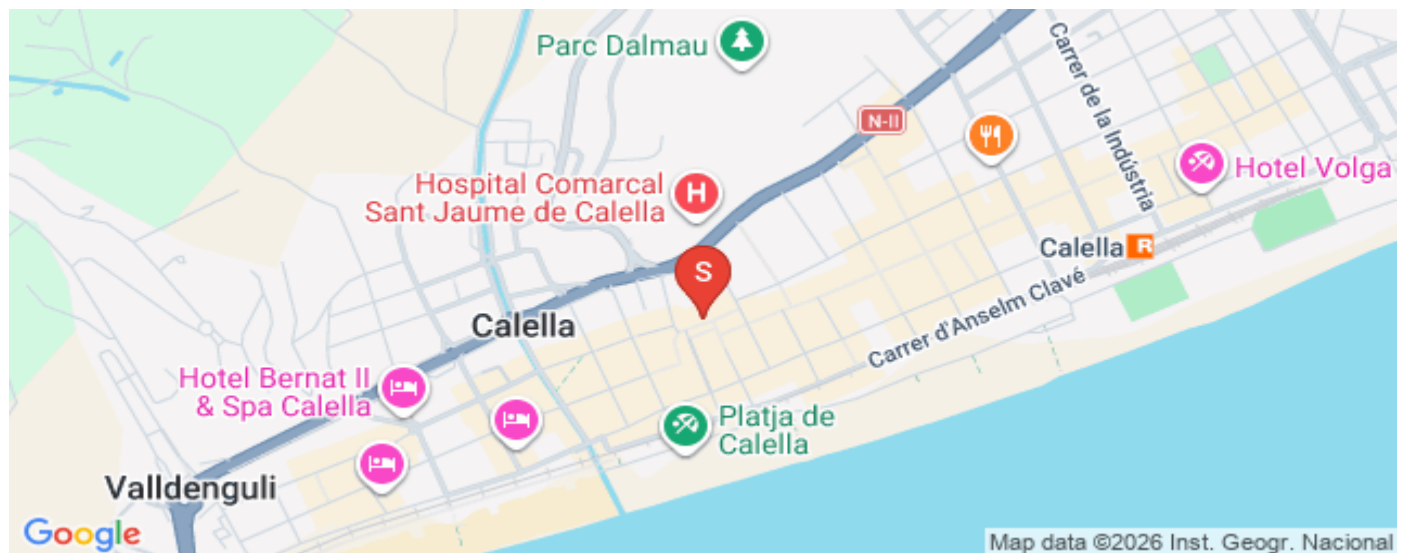 Parc Dalmau
Carrer de la Indústria
N-II
Hospital Comarcal
Sant Jaume de Calella
H
Hotel Volga
Calella R
S
Carrer d'Anselm Clavé
Calella
Hotel Bernat II
& Spa Calella
Platja de
Calella
Valldenguli
Google
Map data ©2026 Inst. Geogr. Nacional